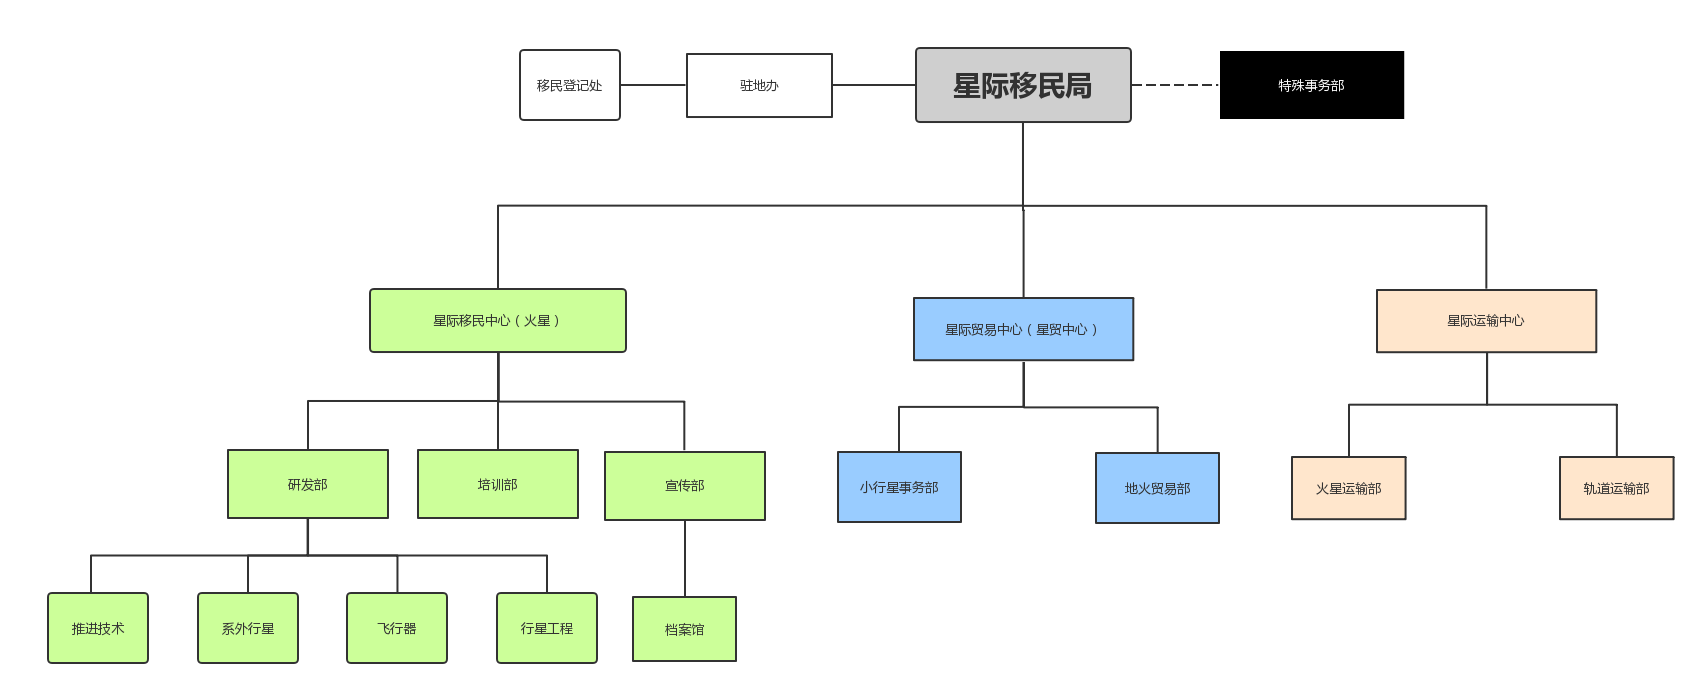 移民登记处
驻地办
星际移民局
特殊事务部
星际移民中心（火星）
星际贸易中心（星贸中心）
星际运输中心
研发部
培训部
宣传部
小行星事务部
地火贸易部
火星运输部
轨道运输部
推进技术
系外行星
飞行器
行星工程
档案馆